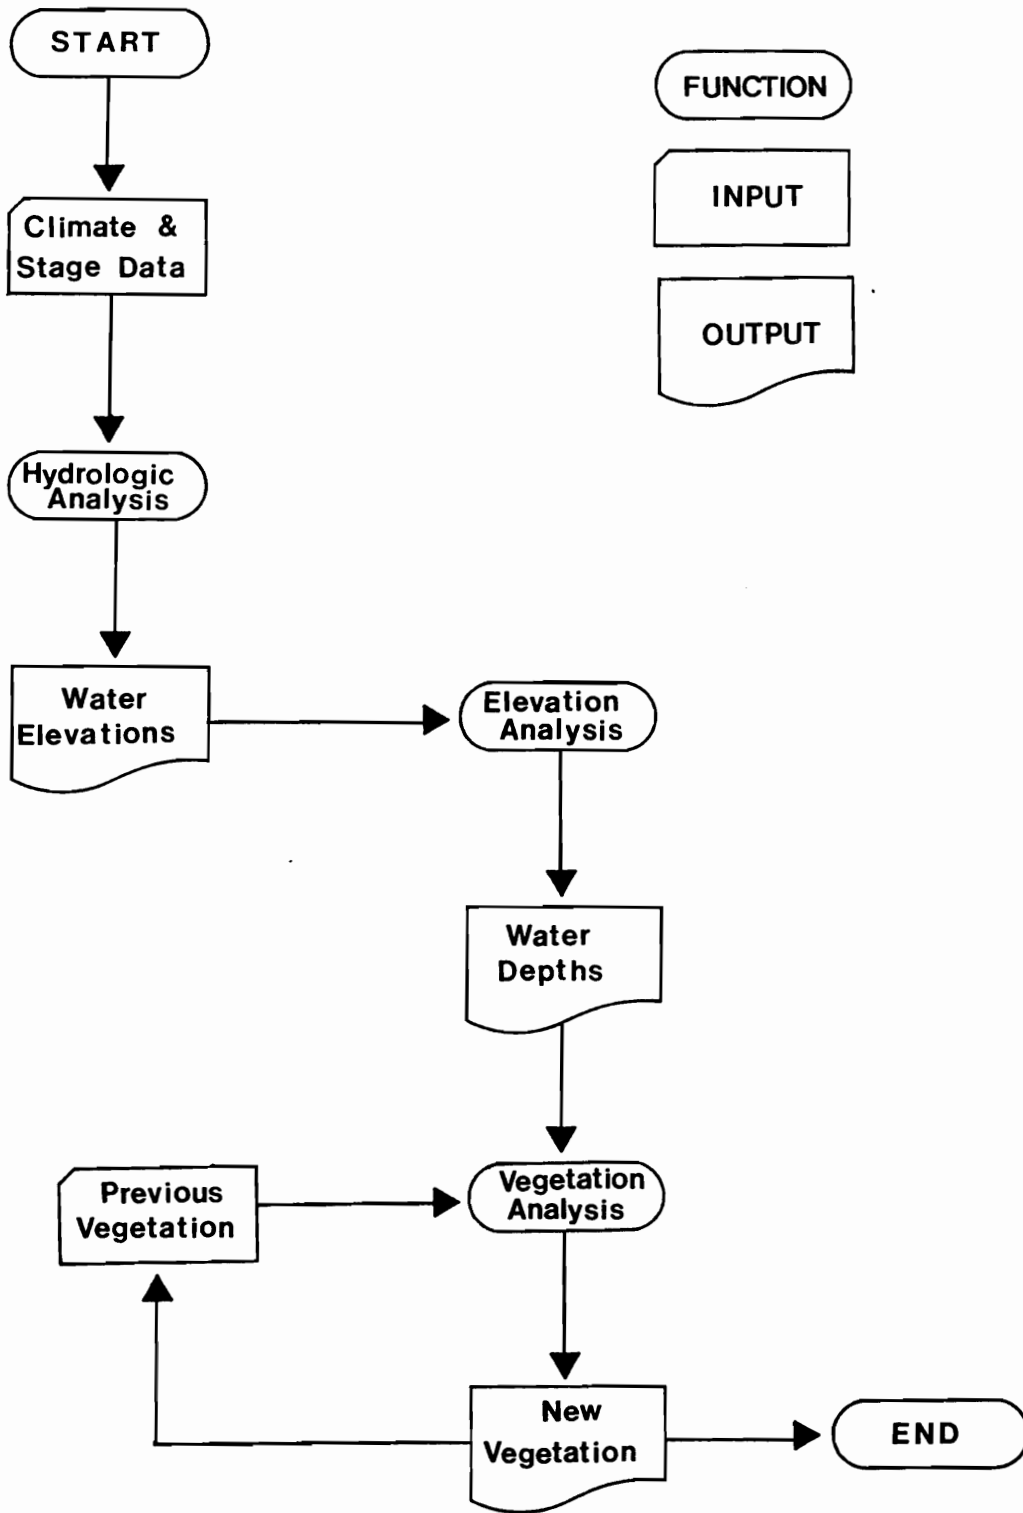 START
FUNCTION
INPUT
OUTPUT
Climate &
Stage Data
Hydrologic
Analysis
Water
Elevations
Elevation
Analysis
Water
Depths
Previous
Vegetation
Vegetation
Analysis
New
Vegetation
END